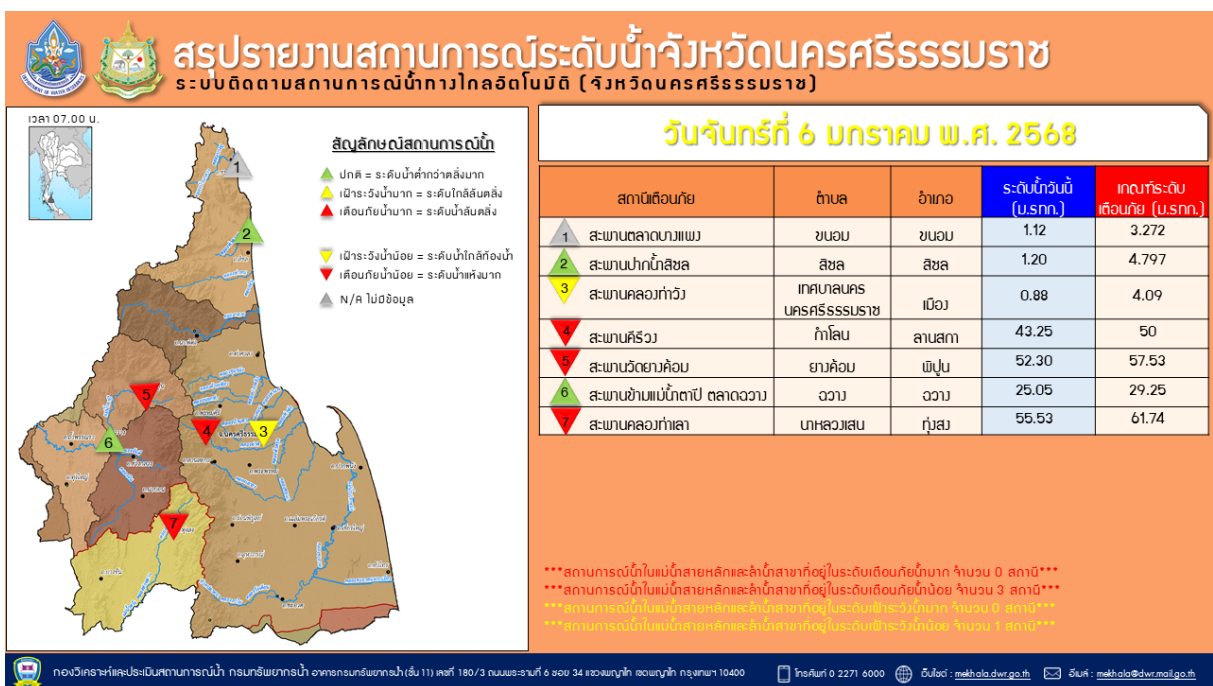 สรุปรายงานสถานการณ์ระดับน้ำจังหวัดนครศรีธรรมราช
ระบบติดตามสถานการณ์น้ำทางไกลอัตโนมัติ (จังหวัดนครศรีธรรมราช)
เวลา 07.00 น.
สัญลักษณ์สถานการณ์น้ำ
ปกติ = ระดับน้ำต่ำกว่าตลิ่งมาก
เฝ้าระวังน้ำมาก = ระดับใกล้ล้นตลิ่ง
เตือนภัยน้ำมาก = ระดับน้ำล้นตลิ่ง
เฝ้าระวังน้ำน้อย = ระดับน้ำใกล้ท้องน้ำ
เตือนภัยน้ำน้อย = ระดับน้ำแห้งมาก
N/A ไม่มีข้อมูล
1
2
5
4
3
6
7
วันจันทร์ที่ 6 มกราคม พ.ศ. 2568
สถานีเตือนภัย ตำบล อำเภอ ระดับน้ำวันนี้ (ม.รทก.) เกณฑ์ระดับเตือนภัย (ม.รทก.)
1 สะพานตลาดบางแพง ขนอม ขนอม 1.12 3.272
2 สะพานปากน้ำสิชล สิชล สิชล 1.20 4.797
3 สะพานคลองท่าวัง เทศบาลนครนครศรีธรรมราช เมือง 0.88 4.09
4 สะพานคีรีวง กำโลน ลานสกา 43.25 50
5 สะพานวัดยางค้อม ยางค้อม พิปูน 52.30 57.53
6 สะพานข้ามแม่น้ำตาปี ตลาดฉวาง ฉวาง ฉวาง 25.05 29.25
7 สะพานคลองท่าเลา นาหลวงเสน ทุ่งสง 55.53 61.74
***สถานการณ์น้ำในแม่น้ำสายหลักและลำน้ำสาขาที่อยู่ในระดับเตือนภัยน้ำมาก จำนวน 0 สถานี***
***สถานการณ์น้ำในแม่น้ำสายหลักและลำน้ำสาขาที่อยู่ในระดับเตือนภัยน้ำน้อย จำนวน 3 สถานี***
***สถานการณ์น้ำในแม่น้ำสายหลักและลำน้ำสาขาที่อยู่ในระดับเฝ้าระวังน้ำมาก จำนวน 0 สถานี***
***สถานการณ์น้ำในแม่น้ำสายหลักและลำน้ำสาขาที่อยู่ในระดับเฝ้าระวังน้ำน้อย จำนวน 1 สถานี***
กองวิเคราะห์และประเมินสถานการณ์น้ำ กรมทรัพยากรน้ำ อาคารกรมทรัพยากรน้ำ (ชั้น 11) เลขที่ 180/3 ถนนพระรามที่ 6 ซอย 34 แขวงพญาไท เขตพญาไท กรุงเทพฯ 10400 โทรศัพท์ 0 2271 6000 เว็บไซต์ : mekhala.dwr.go.th อีเมล์ : mekhala@dwr.mail.go.th